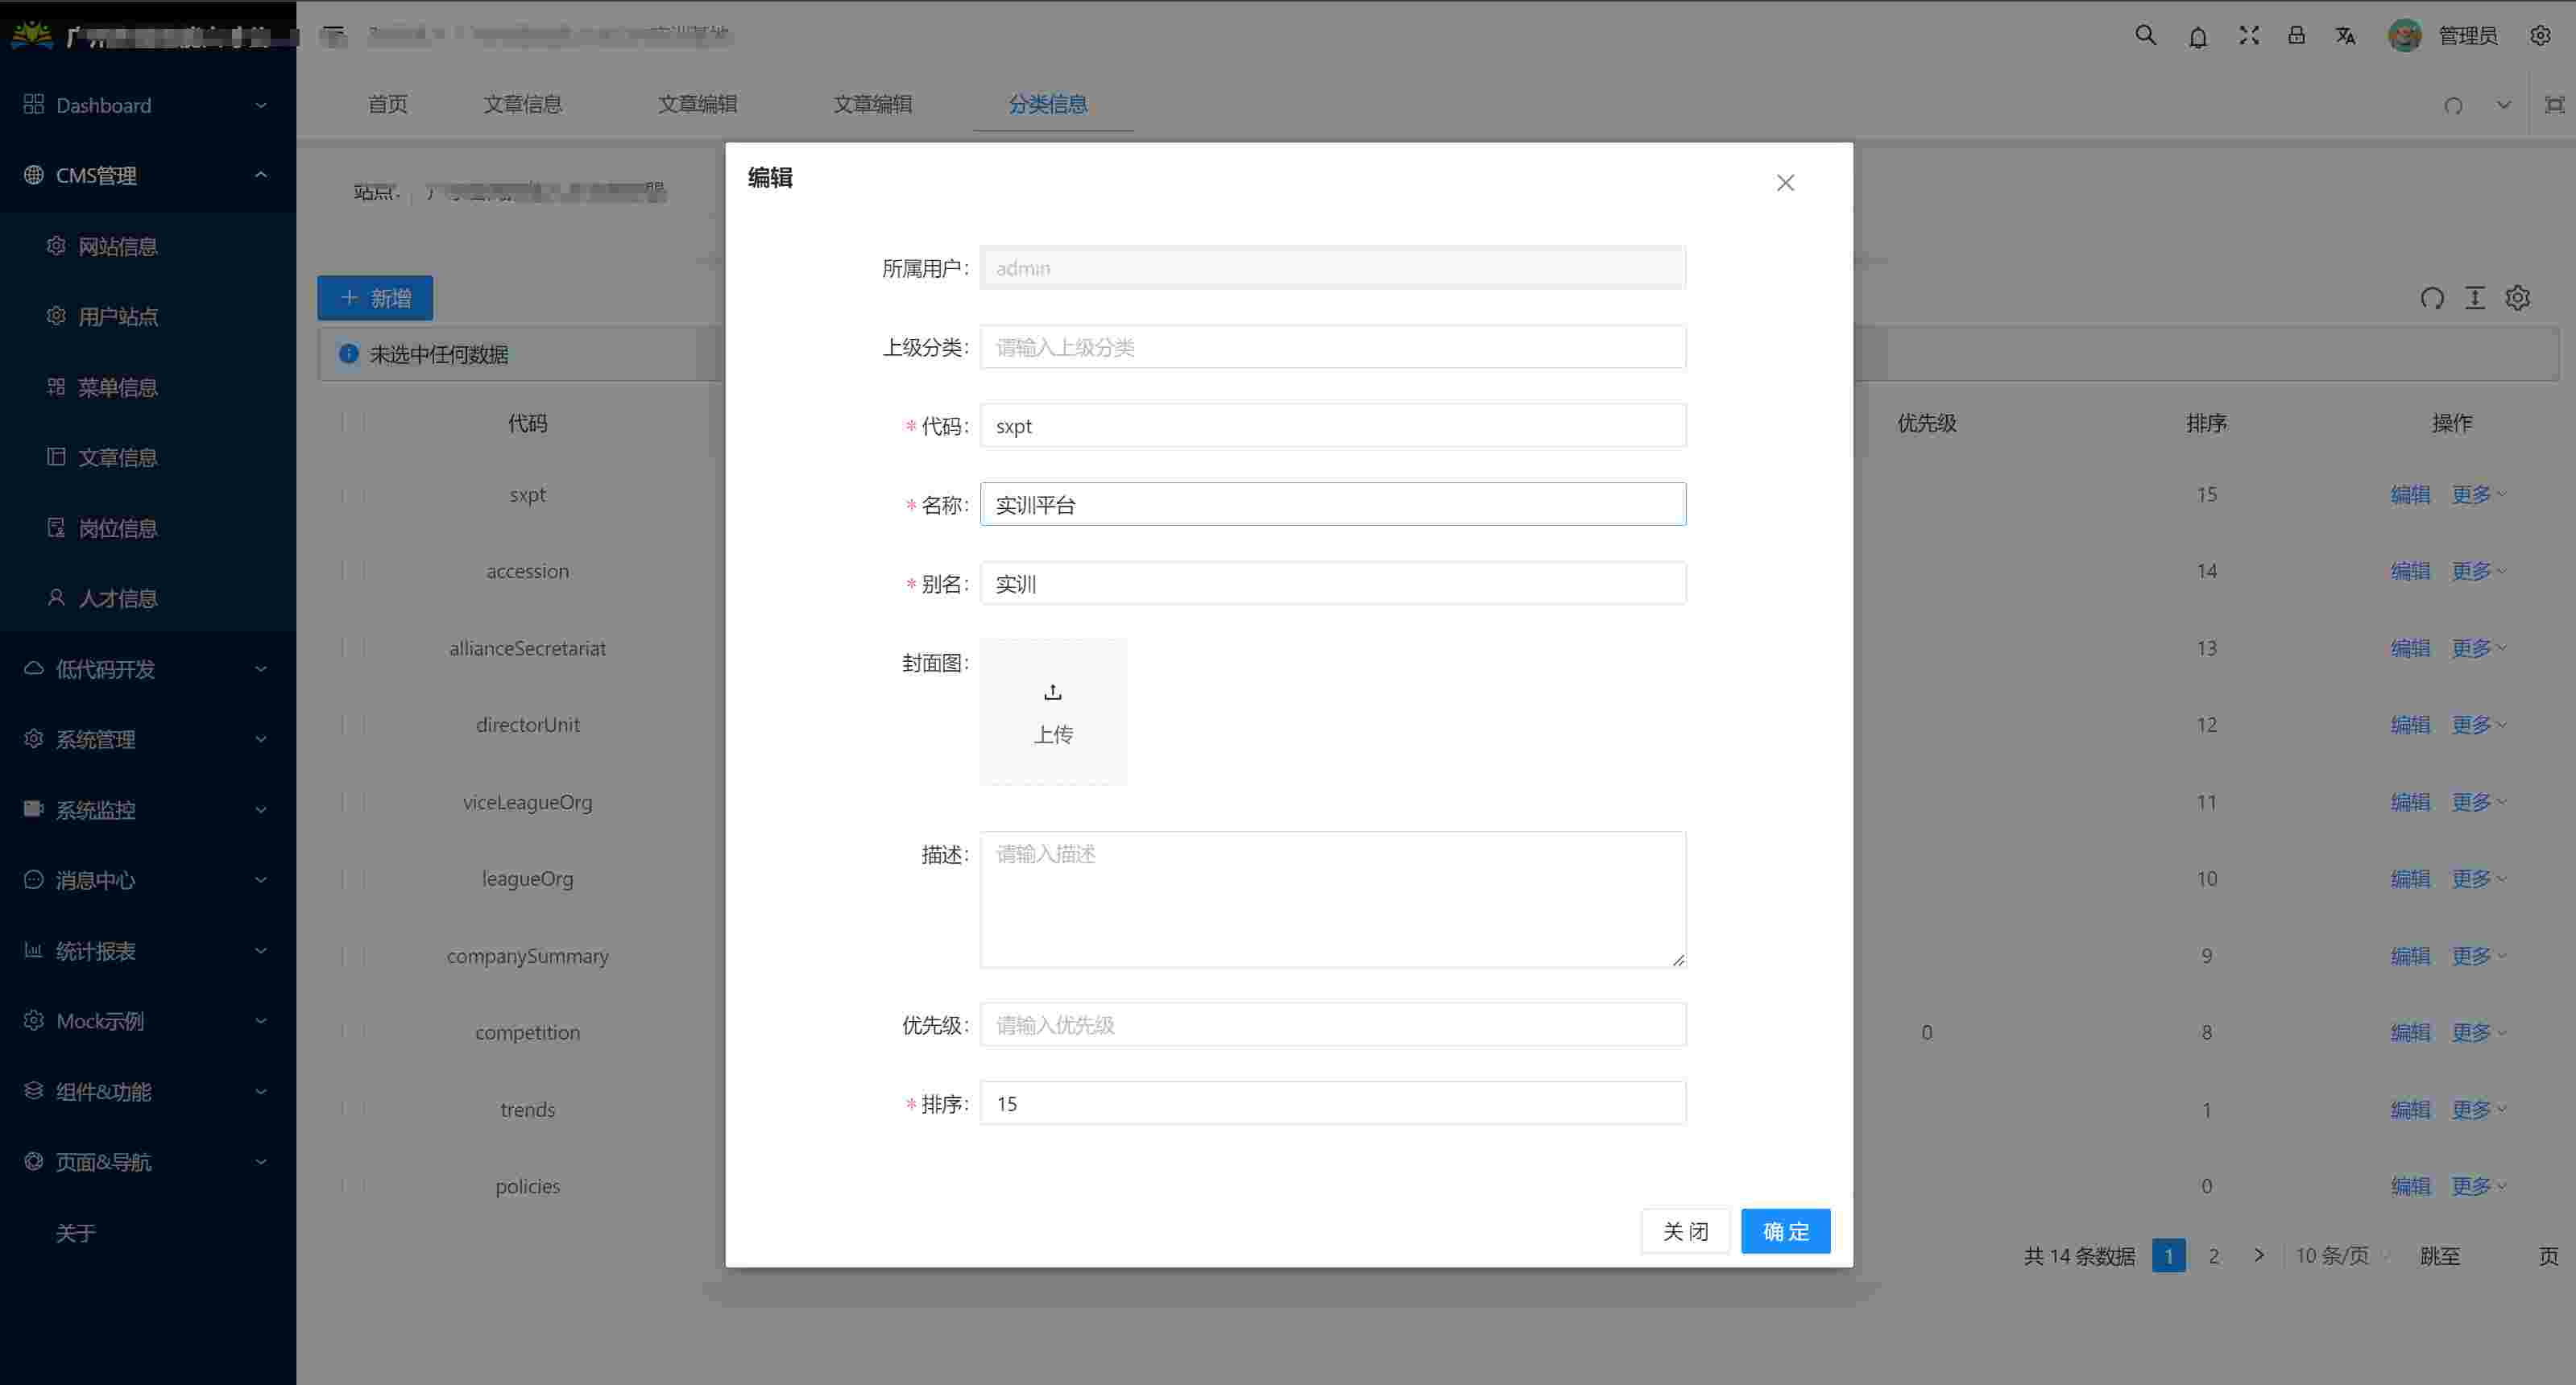 管理员
Dashboard
首页 文章信息 文章编辑 文章编辑 分类信息
CMS管理
编辑
站点:
网站信息
所属用户: admin
新增
用户站点
上级分类: 请输入上级分类
未选中任何数据
菜单信息
* 代码: sxpt
代码 优先级 排序 操作
文章信息
sxpt 15 编辑 更多
* 名称: 实训平台
岗位信息
accession 14 编辑 更多
* 别名: 实训
人才信息
allianceSecretariat 13 编辑 更多
封面图:
上传
低代码开发
directorUnit 12 编辑 更多
系统管理
viceLeagueOrg 11 编辑 更多
系统监控
描述: 请输入描述
leagueOrg 10 编辑 更多
消息中心
companySummary 9 编辑 更多
统计报表
优先级: 请输入优先级
competition 0 8 编辑 更多
Mock示例
* 排序: 15
trends 1 编辑 更多
组件&功能
policies 0 编辑 更多
页面&导航
关于
关 闭 确 定
共 14 条数据 1 2 > 10 条/页 跳至 页